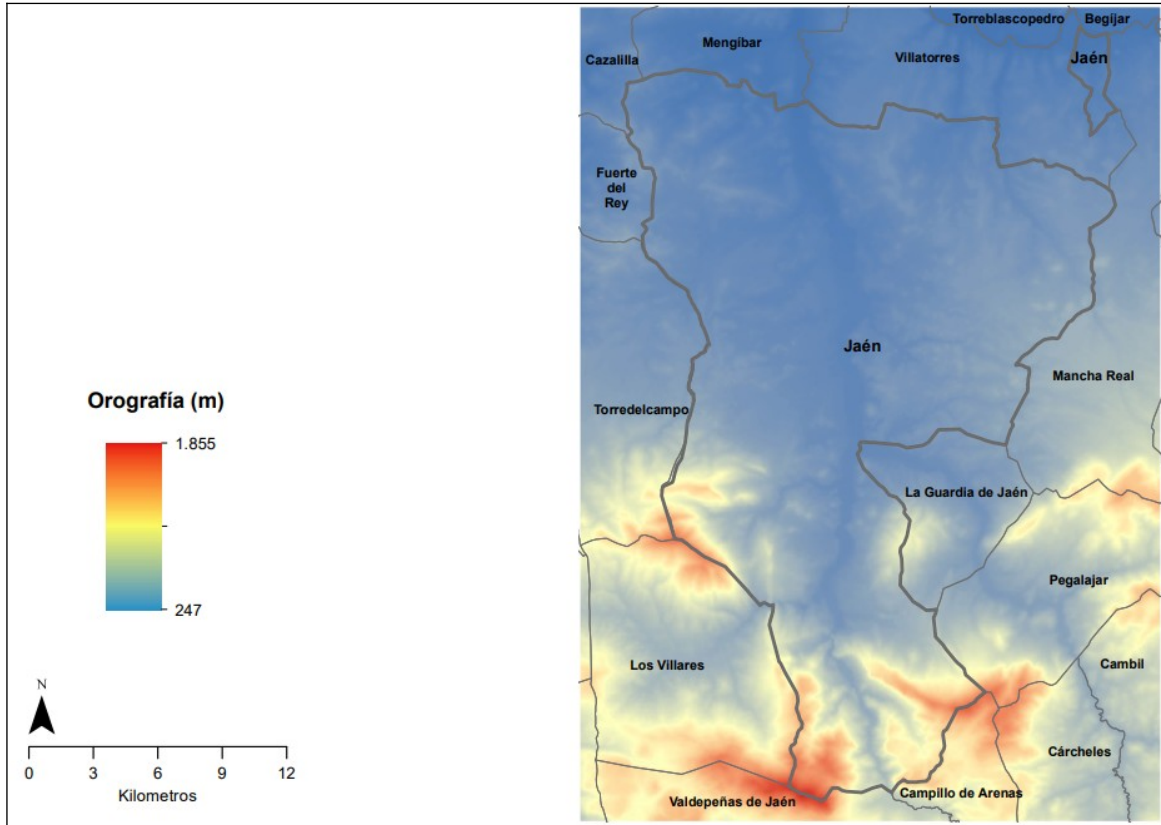 Torreblascopedro
Begíjar
Mengíbar
Villatorres
Jaén
Cazalilla
Fuerte
del
Rey
Jaén
Mancha Real
Torredelcampo
La Guardia de Jaén
Pegalajar
Los Villares
Cambil
Cárcheles
Campillo de Arenas
Valdepeñas de Jaén
Orografía (m)
1.855
247
N
0 3 6 9 12
Kilometros